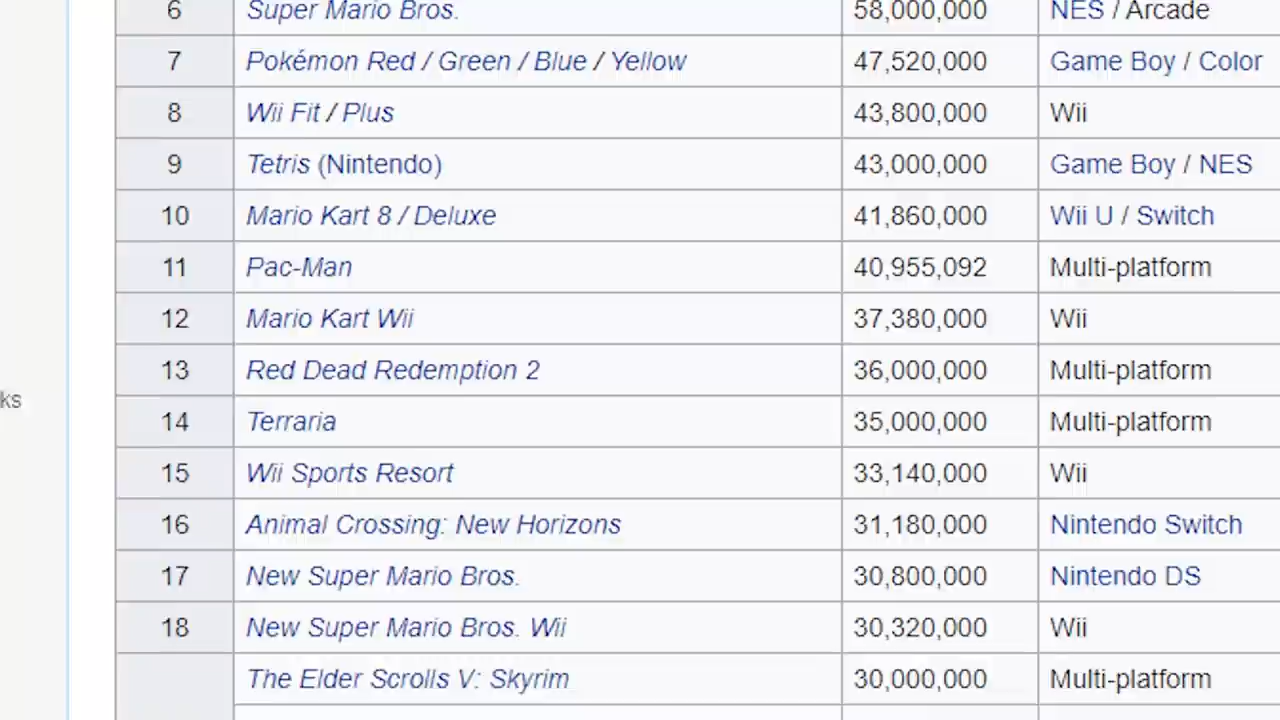 6 Super Mario Bros. 58,000,000 NES / Arcade
7 Pokémon Red / Green / Blue / Yellow 47,520,000 Game Boy / Color
8 Wii Fit / Plus 43,800,000 Wii
9 Tetris (Nintendo) 43,000,000 Game Boy / NES
10 Mario Kart 8 / Deluxe 41,860,000 Wii U / Switch
11 Pac-Man 40,955,092 Multi-platform
12 Mario Kart Wii 37,380,000 Wii
13 Red Dead Redemption 2 36,000,000 Multi-platform
ks
14 Terraria 35,000,000 Multi-platform
15 Wii Sports Resort 33,140,000 Wii
16 Animal Crossing: New Horizons 31,180,000 Nintendo Switch
17 New Super Mario Bros. 30,800,000 Nintendo DS
18 New Super Mario Bros. Wii 30,320,000 Wii
The Elder Scrolls V: Skyrim 30,000,000 Multi-platform